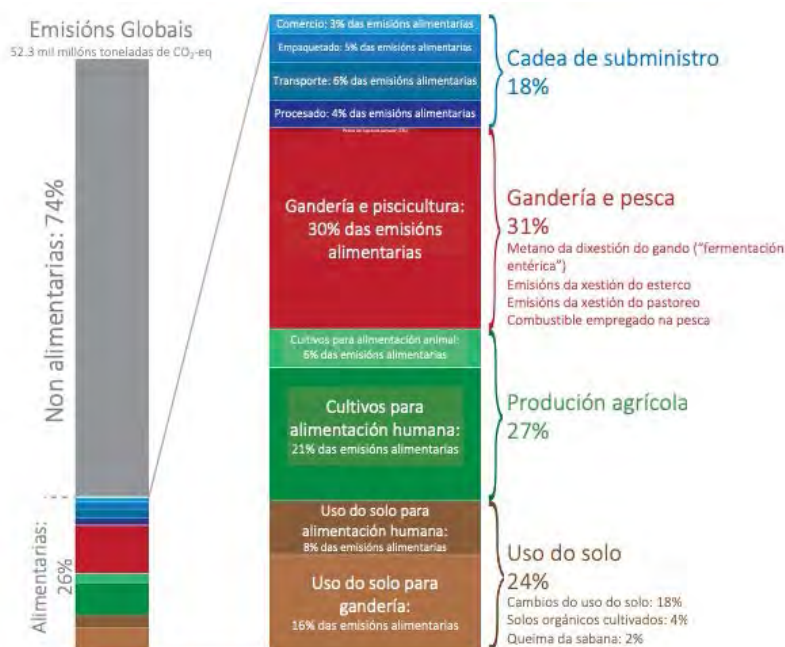 Emisións Globais
52.3 mil millóns toneladas de CO₂-eq
Non alimentarias: 74%
Alimentarias:
26%
Comercio: 3% das emisións alimentarias
Empaquetado: 5% das emisións alimentarias
Transporte: 6% das emisións alimentarias
Procesado: 4% das emisións alimentarias
Cadea de subministro
18%
Gandería e piscicultura:
30% das emisións
alimentarias
Gandería e pesca
31%
Metano da dixestión do gando ("fermentación
entérica")
Emisións da xestión do esterco
Emisións da xestión do pastoreo
Combustible empregado na pesca
Cultivos para alimentación animal:
6% das emisións alimentarias
Cultivos para
alimentación humana:
21% das emisións alimentarias
Produción agrícola
27%
Uso do solo para
alimentación humana:
8% das emisións alimentarias
Uso do solo para
gandería:
16% das emisións alimentarias
Uso do solo
24%
Cambios do uso do solo: 18%
Solos orgánicos cultivados: 4%
Queima da sabana: 2%